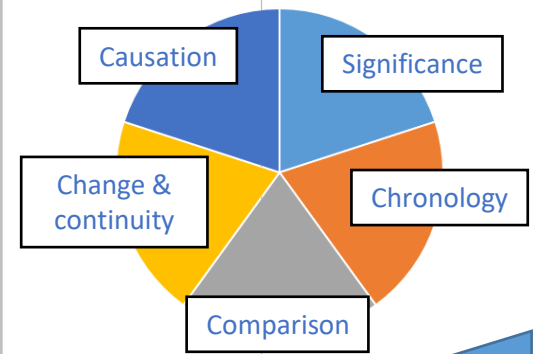 Causation
Significance
Change &
continuity
Chronology
Comparison